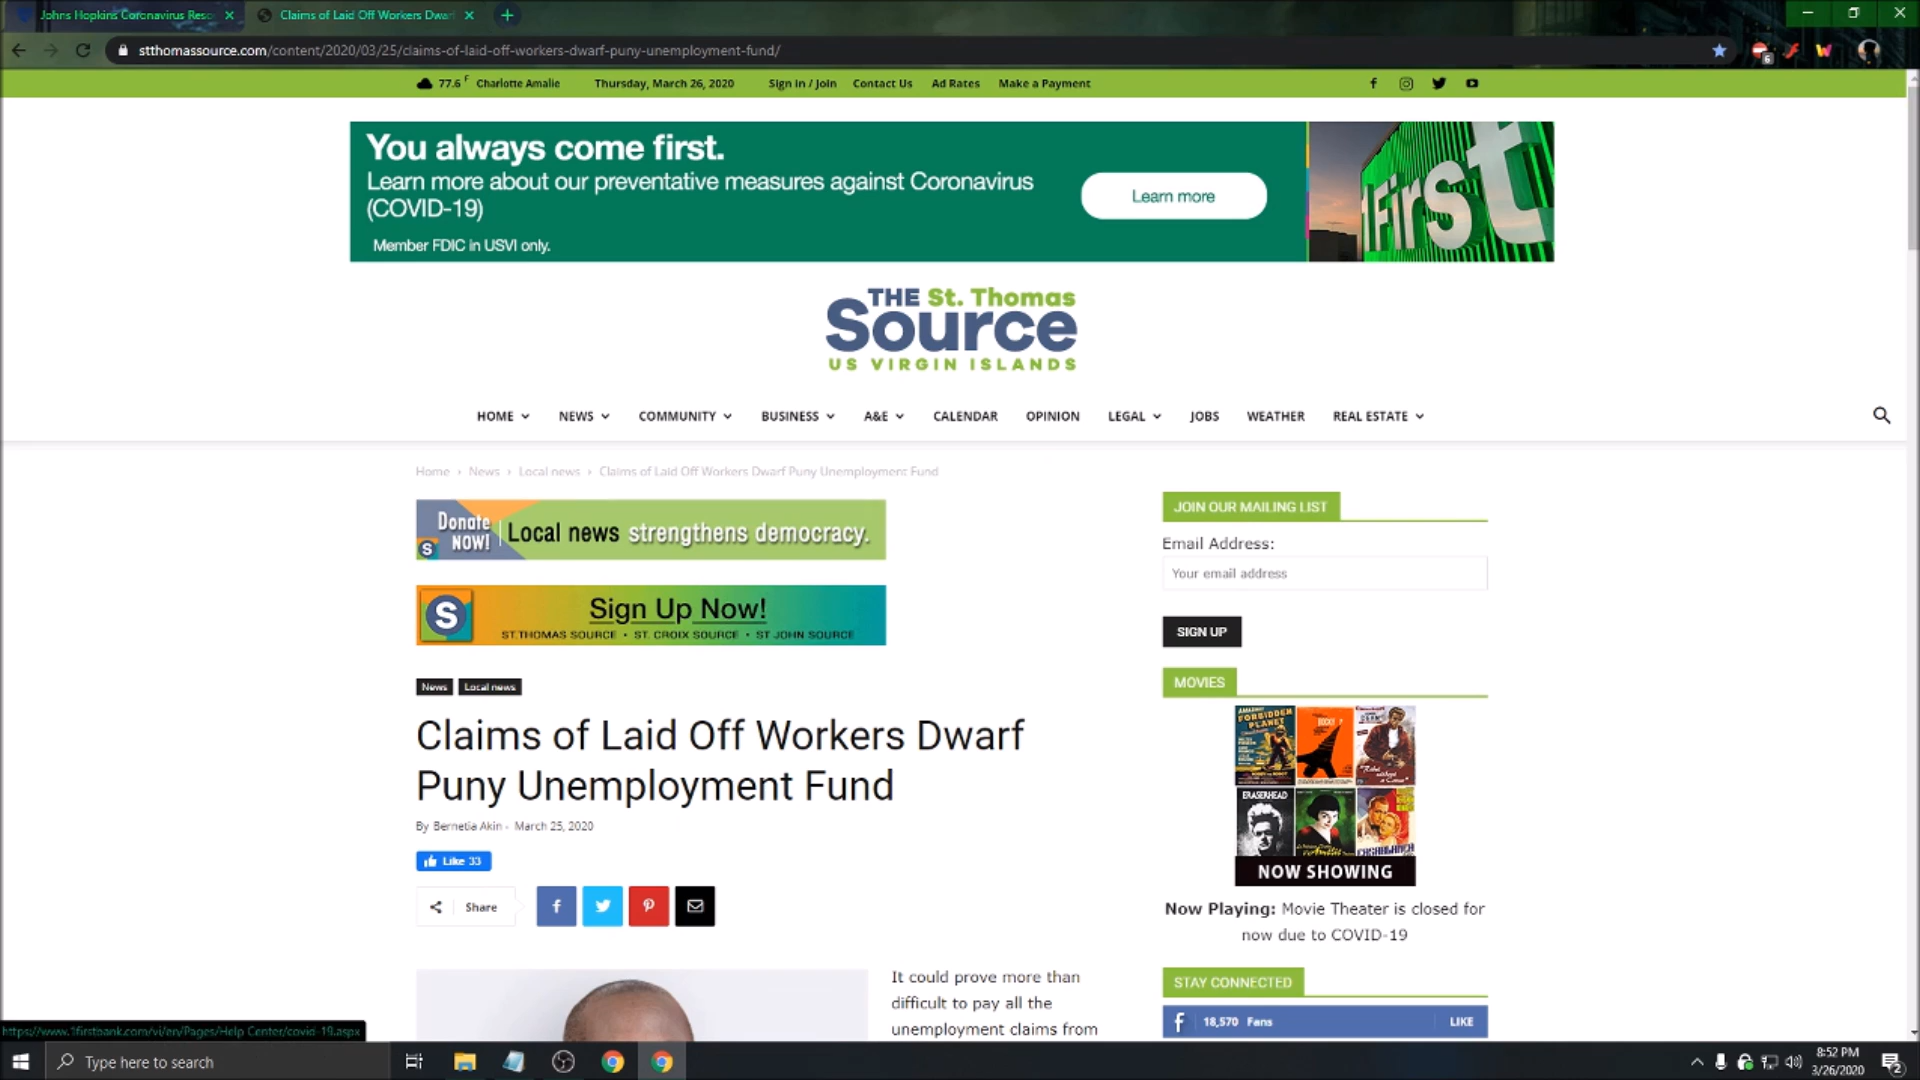 Johns Hopkins Coronavirus Reso
Claims of Laid Off Workers Dwarf
stthomassource.com/content/2020/03/25/claims-of-laid-off-workers-dwarf-puny-unemployment-fund/
6
77.6 F Charlotte Amalie Thursday, March 26, 2020 Sign in / Join Contact Us Ad Rates Make a Payment
You always come first.
Learn more about our preventative measures against Coronavirus
(COVID-19)
Member FDIC in USVI only.
Learn more
1First
THE St. Thomas
Source
US VIRGIN ISLANDS
HOME NEWS COMMUNITY BUSINESS A&E CALENDAR OPINION LEGAL JOBS WEATHER REAL ESTATE
Home › News › Local news › Claims of Laid Off Workers Dwarf Puny Unemployment Fund
Donate
NOW!
S
Local news strengthens democracy.
S
Sign Up Now!
ST.THOMAS SOURCE • ST. CROIX SOURCE • ST JOHN SOURCE
News Local news
Claims of Laid Off Workers Dwarf
Puny Unemployment Fund
By Bernetia Akin - March 25, 2020
Like 33
Share
It could prove more than
difficult to pay all the
unemployment claims from
JOIN OUR MAILING LIST
Email Address:
Your email address
SIGN UP
MOVIES
FORBIDDEN
PLANET
ERASERHEAD
CASABLANCA
NOW SHOWING
Now Playing: Movie Theater is closed for
now due to COVID-19
STAY CONNECTED
18,570 Fans LIKE
https://www.1firstbank.com/vi/en/Pages/Help Center/covid-19.aspx
Type here to search
8:52 PM
3/26/2020
2